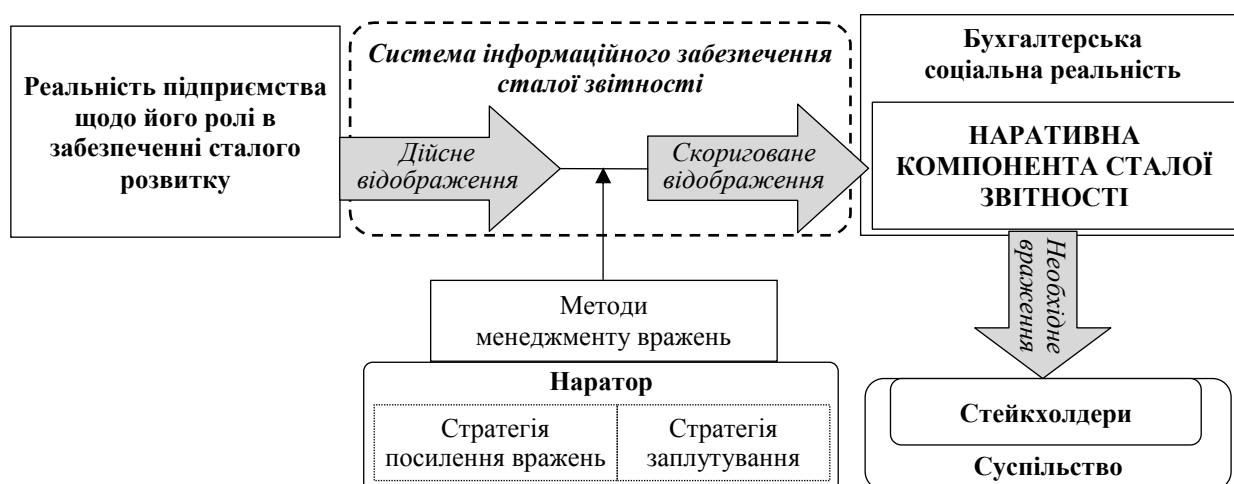 Реальність підприємства
щодо його ролі в
забезпеченні сталого
розвитку
Система інформаційного забезпечення
сталої звітності
Дійсне
відображення
Скориговане
відображення
Бухгалтерська
соціальна реальність
НАРАТИВНА
КОМПОНЕНТА СТАЛОЇ
ЗВІТНОСТІ
Необхідне
враження
Методи
менеджменту вражень
Наратор
Стратегія
посилення вражень
Стратегія
заплутування
Стейкхолдери
Суспільство